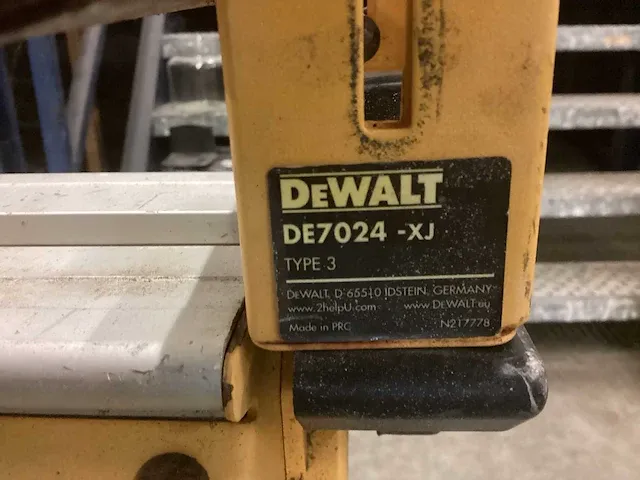 DEWALT
DE7024 -XJ
TYPE 3
DEWALT, D-65510 IDSTEIN, GERMANY
www.2helpU.com www.DEWALT.eu
Made in PRC N217778